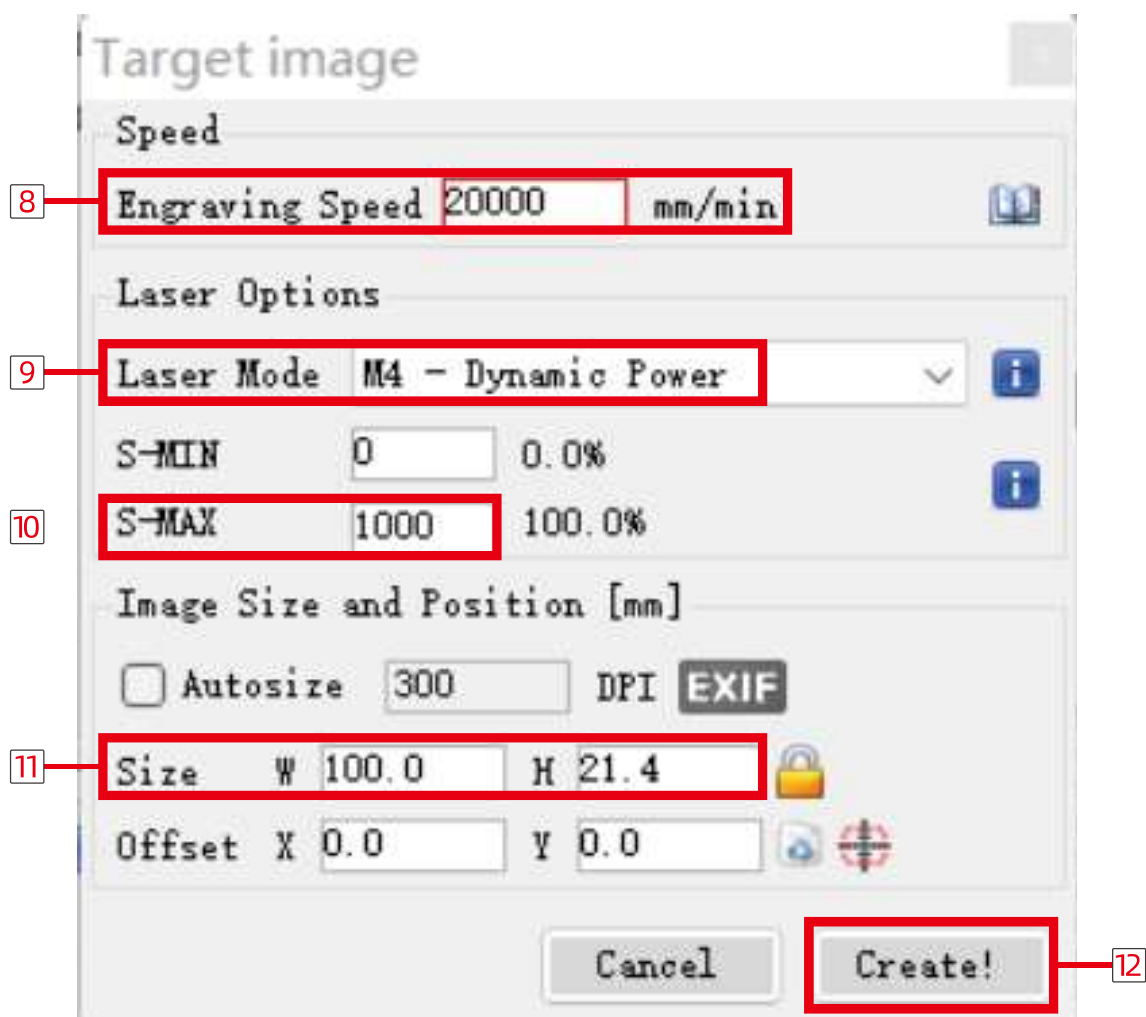 Target image
Speed
8 Engraving Speed 20000 mm/min
Laser Options
9 Laser Mode M4 - Dynamic Power
S-MIN 0 0.0%
10 S-MAX 1000 100.0%
Image Size and Position [mm]
Autosize 300 DPI EXIF
11 Size W 100.0 H 21.4
Offset X 0.0 Y 0.0
Cancel Create! 12